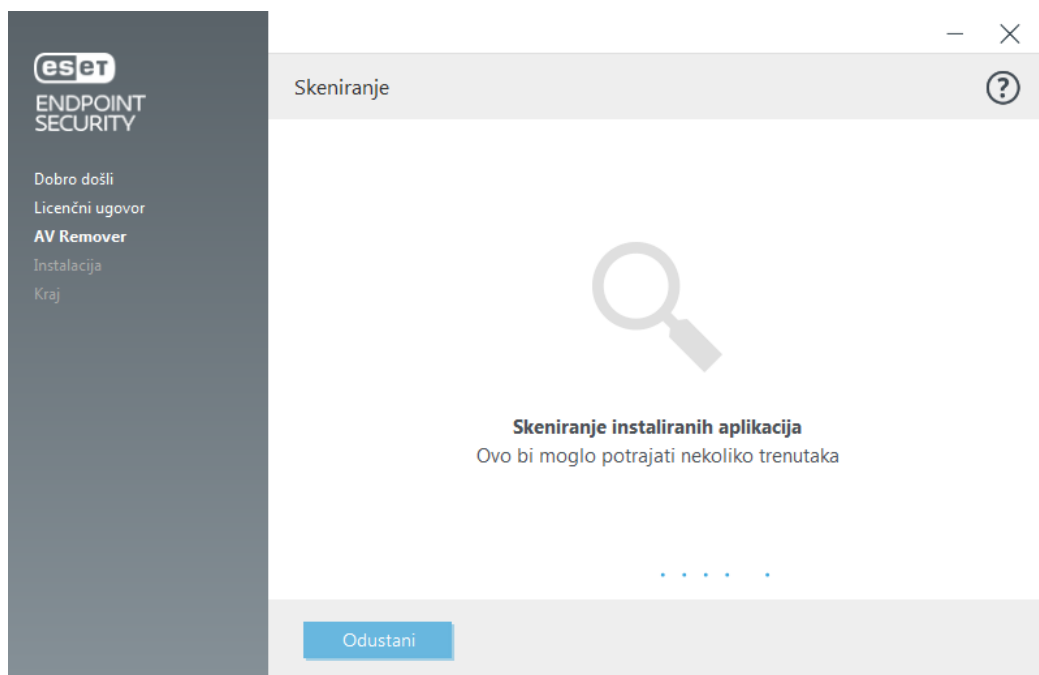 eset
ENDPOINT
SECURITY
Dobro došli
Licenčni ugovor
AV Remover
Instalacija
Kraj
Skeniranje
?
Skeniranje instaliranih aplikacija
Ovo bi moglo potrajati nekoliko trenutaka
Odustani